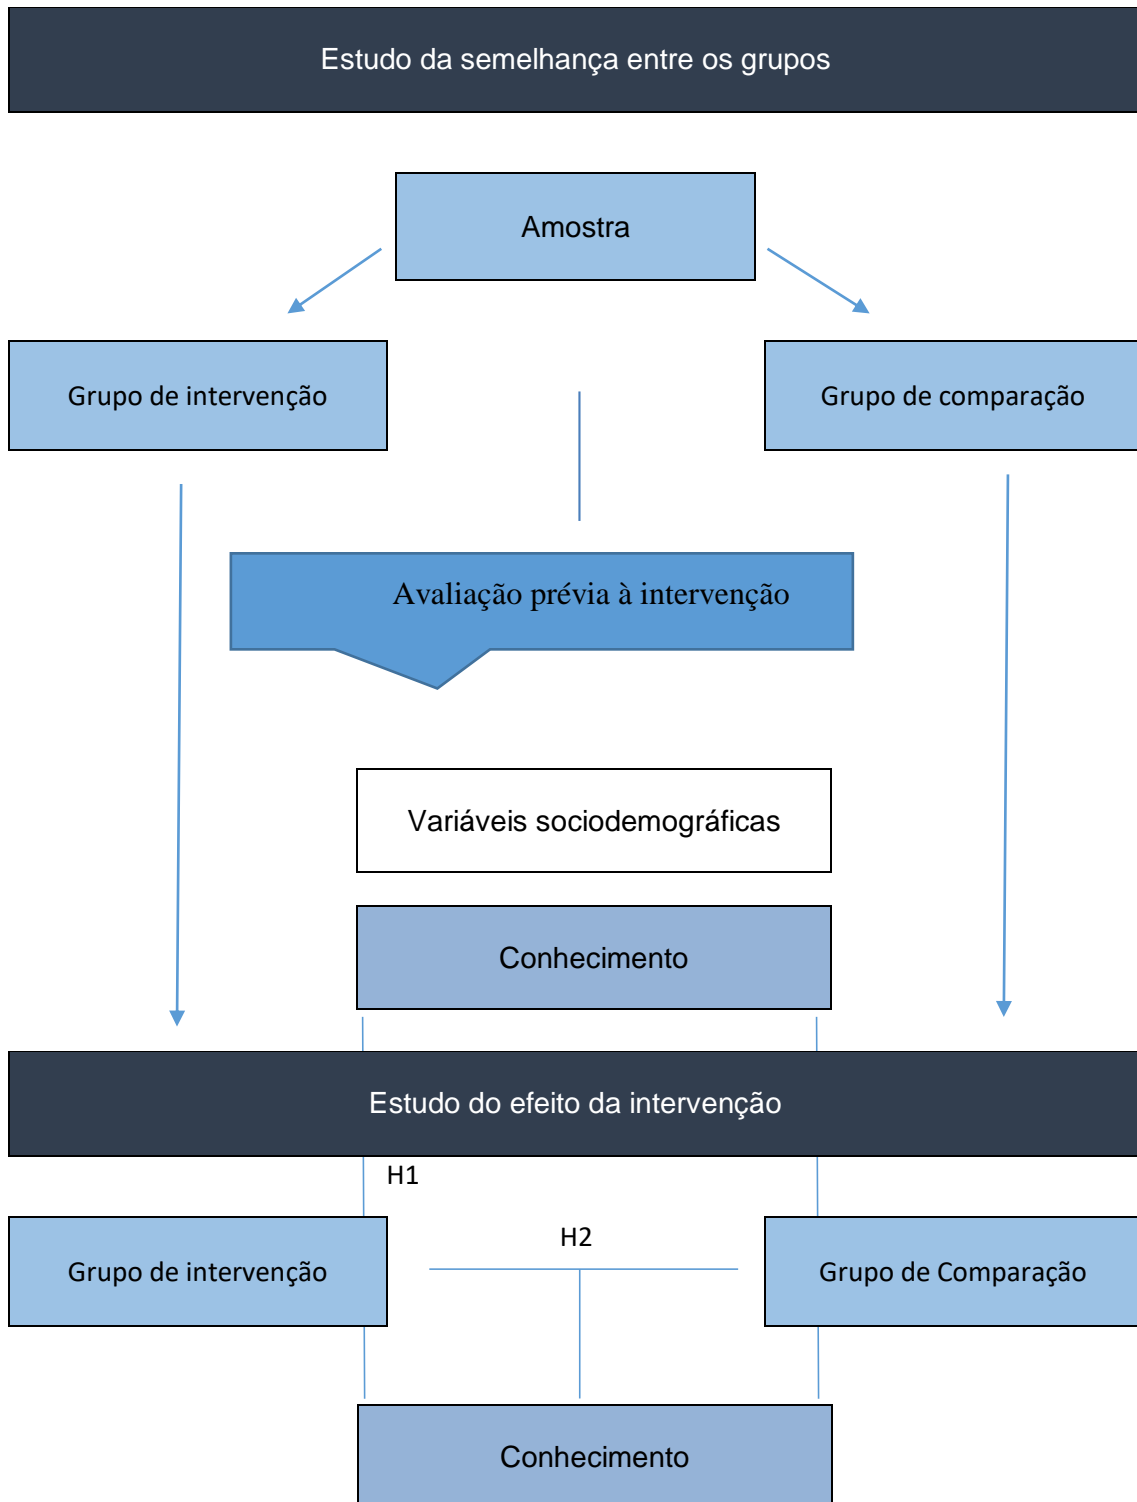 Estudo da semelhança entre os grupos
Amostra
Grupo de intervenção
Grupo de comparação
Avaliação prévia à intervenção
Variáveis sociodemográficas
Conhecimento
Estudo do efeito da intervenção
H1
H2
Grupo de intervenção
Grupo de Comparação
Conhecimento